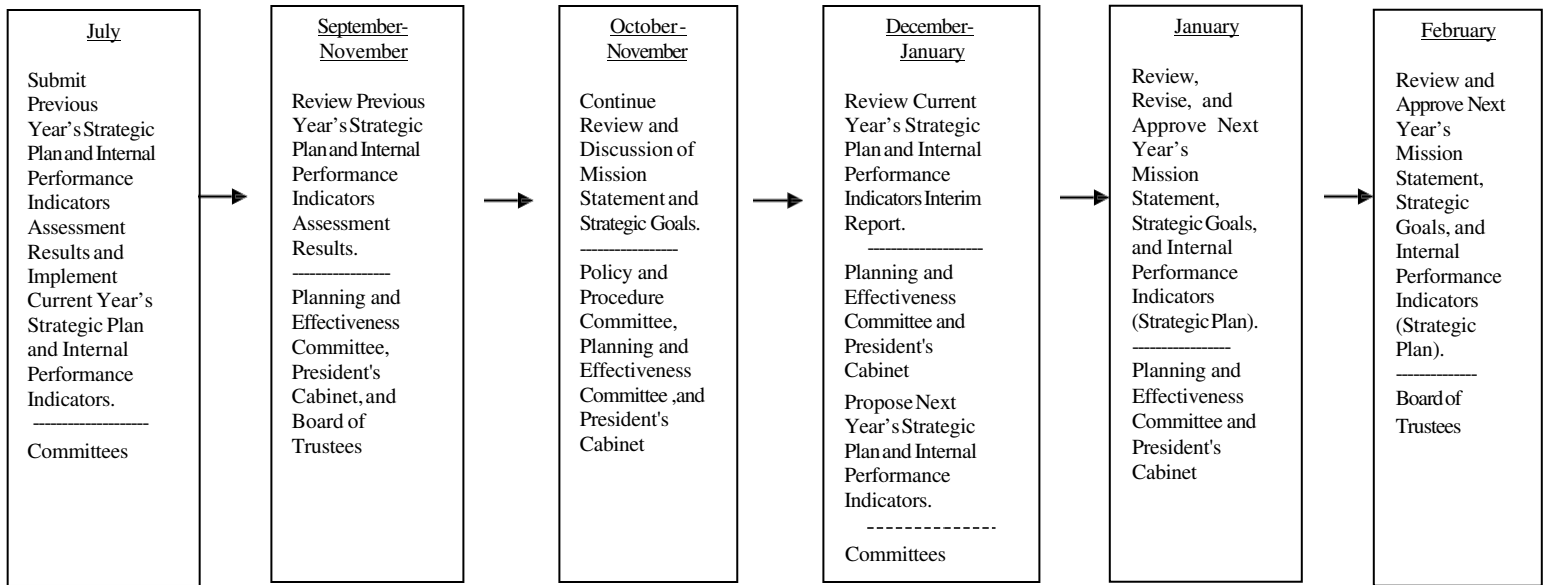 July
Submit
Previous
Year's Strategic
Plan and Internal
Performance
Indicators
Assessment
Results and
Implement
Current Year's
Strategic Plan
and Internal
Performance
Indicators.
--------------------
Committees
September-
November
Review Previous
Year's Strategic
Plan and Internal
Performance
Indicators
Assessment
Results.
-----------------
Planning and
Effectiveness
Committee,
President's
Cabinet, and
Board of
Trustees
October-
November
Continue
Review and
Discussion of
Mission
Statement and
Strategic Goals.
-----------------
Policy and
Procedure
Committee,
Planning and
Effectiveness
Committee ,and
President's
Cabinet
December-
January
Review Current
Year's Strategic
Plan and Internal
Performance
Indicators Interim
Report.
--------------------
Planning and
Effectiveness
Committee and
President's
Cabinet
Propose Next
Year's Strategic
Plan and Internal
Performance
Indicators.
---------------
Committees
January
Review,
Revise, and
Approve Next
Year's
Mission
Statement,
Strategic Goals,
and Internal
Performance
Indicators
(Strategic Plan).
-----------------
Planning and
Effectiveness
Committee and
President's
Cabinet
February
Review and
Approve Next
Year's
Mission
Statement,
Strategic
Goals, and
Internal
Performance
Indicators
(Strategic
Plan).
--------------
Board of
Trustees